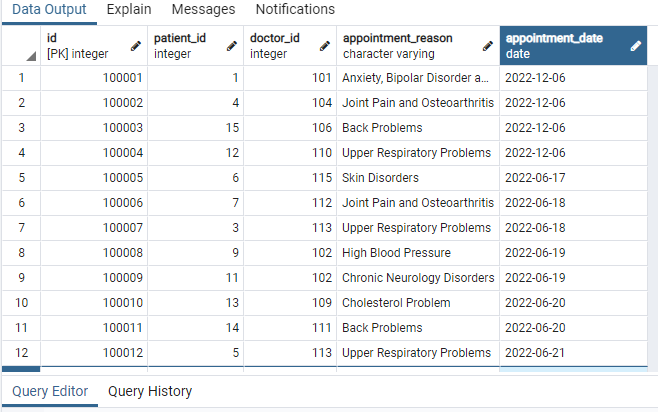 Data Output Explain Messages Notifications
id patient_id doctor_id appointment_reason appointment_date
[PK] integer integer integer character varying date
1 100001 1 101 Anxiety, Bipolar Disorder a... 2022-12-06
2 100002 4 104 Joint Pain and Osteoarthritis 2022-12-06
3 100003 15 106 Back Problems 2022-12-06
4 100004 12 110 Upper Respiratory Problems 2022-12-06
5 100005 6 115 Skin Disorders 2022-06-17
6 100006 7 112 Joint Pain and Osteoarthritis 2022-06-18
7 100007 3 113 Upper Respiratory Problems 2022-06-18
8 100008 9 102 High Blood Pressure 2022-06-19
9 100009 11 102 Chronic Neurology Disorders 2022-06-19
10 100010 13 109 Cholesterol Problem 2022-06-20
11 100011 14 111 Back Problems 2022-06-20
12 100012 5 113 Upper Respiratory Problems 2022-06-21
Query Editor Query History